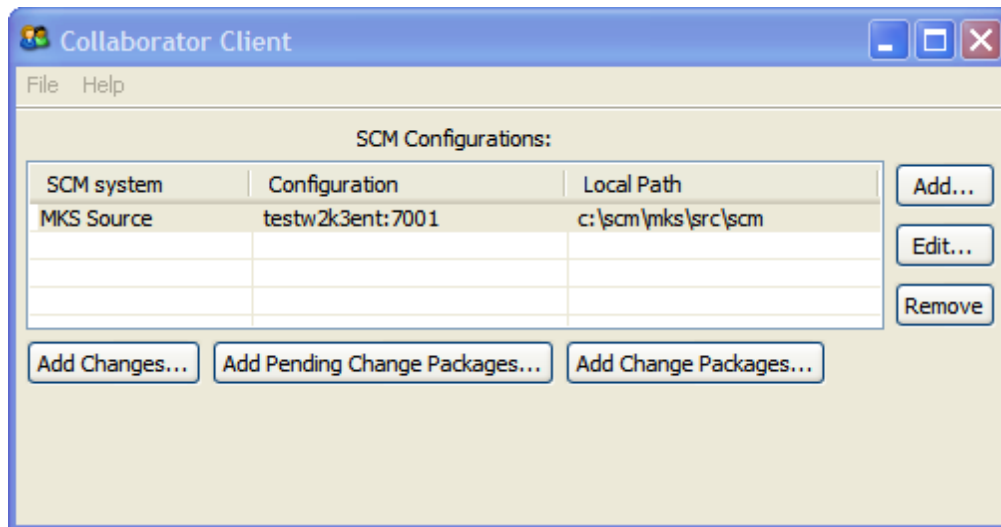 Collaborator Client
File Help
SCM Configurations:
SCM system Configuration Local Path
MKS Source testw2k3ent:7001 c:\scm\mks\src\scm
Add...
Edit...
Remove
Add Changes... Add Pending Change Packages... Add Change Packages...